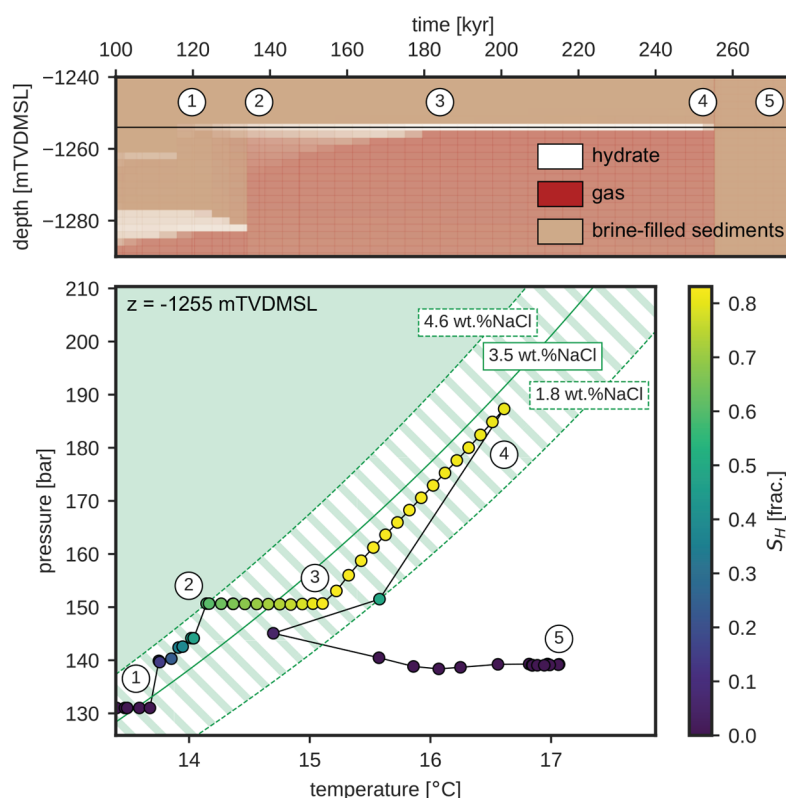 time [kyr]
100 120 140 160 180 200 220 240 260
depth [mTVDMSL]
−1240
−1260
−1280
1 2 3 4 5
hydrate
gas
brine-filled sediments
z = -1255 mTVDMSL
4.6 wt.%NaCl
3.5 wt.%NaCl
1.8 wt.%NaCl
pressure [bar]
210
200
190
180
170
160
150
140
130
1
2
3
4
5
14 15 16 17
temperature [°C]
0.8
0.7
0.6
0.5
0.4
0.3
0.2
0.1
0.0
S_H [frac.]